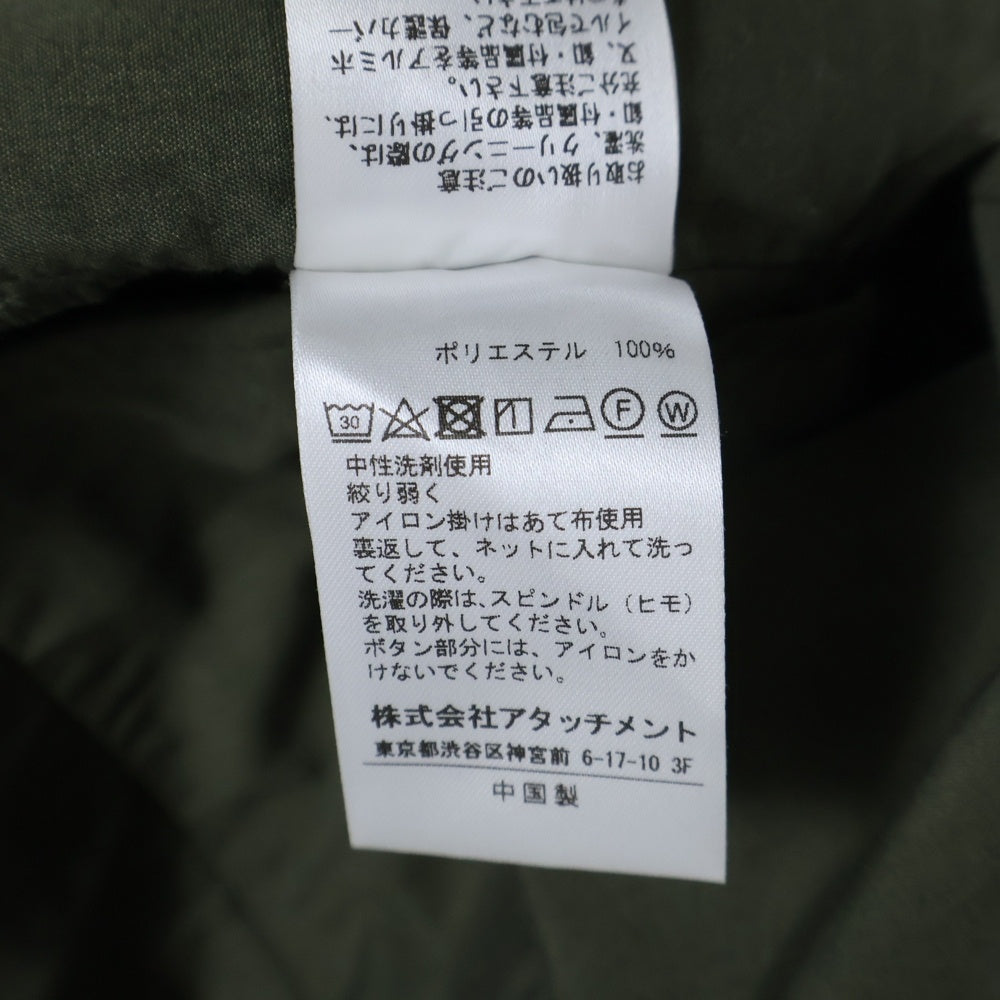 お取り扱いのご注意
洗濯、クリーニングの際は、
釦・付属品等の引っ掛りには、
充分ご注意下さい。
又、釦・付属品等をアルミホ
イルで包むなど、保護カバー
ポリエステル 100%
30
F
W
中性洗剤使用
絞り弱く
アイロン掛けはあて布使用
裏返して、ネットに入れて洗っ
てください。
洗濯の際は、スピンドル（ヒモ）
を取り外してください。
ボタン部分には、アイロンをか
けないでください。
株式会社アタッチメント
東京都渋谷区神宮前 6-17-10 3F
中国製